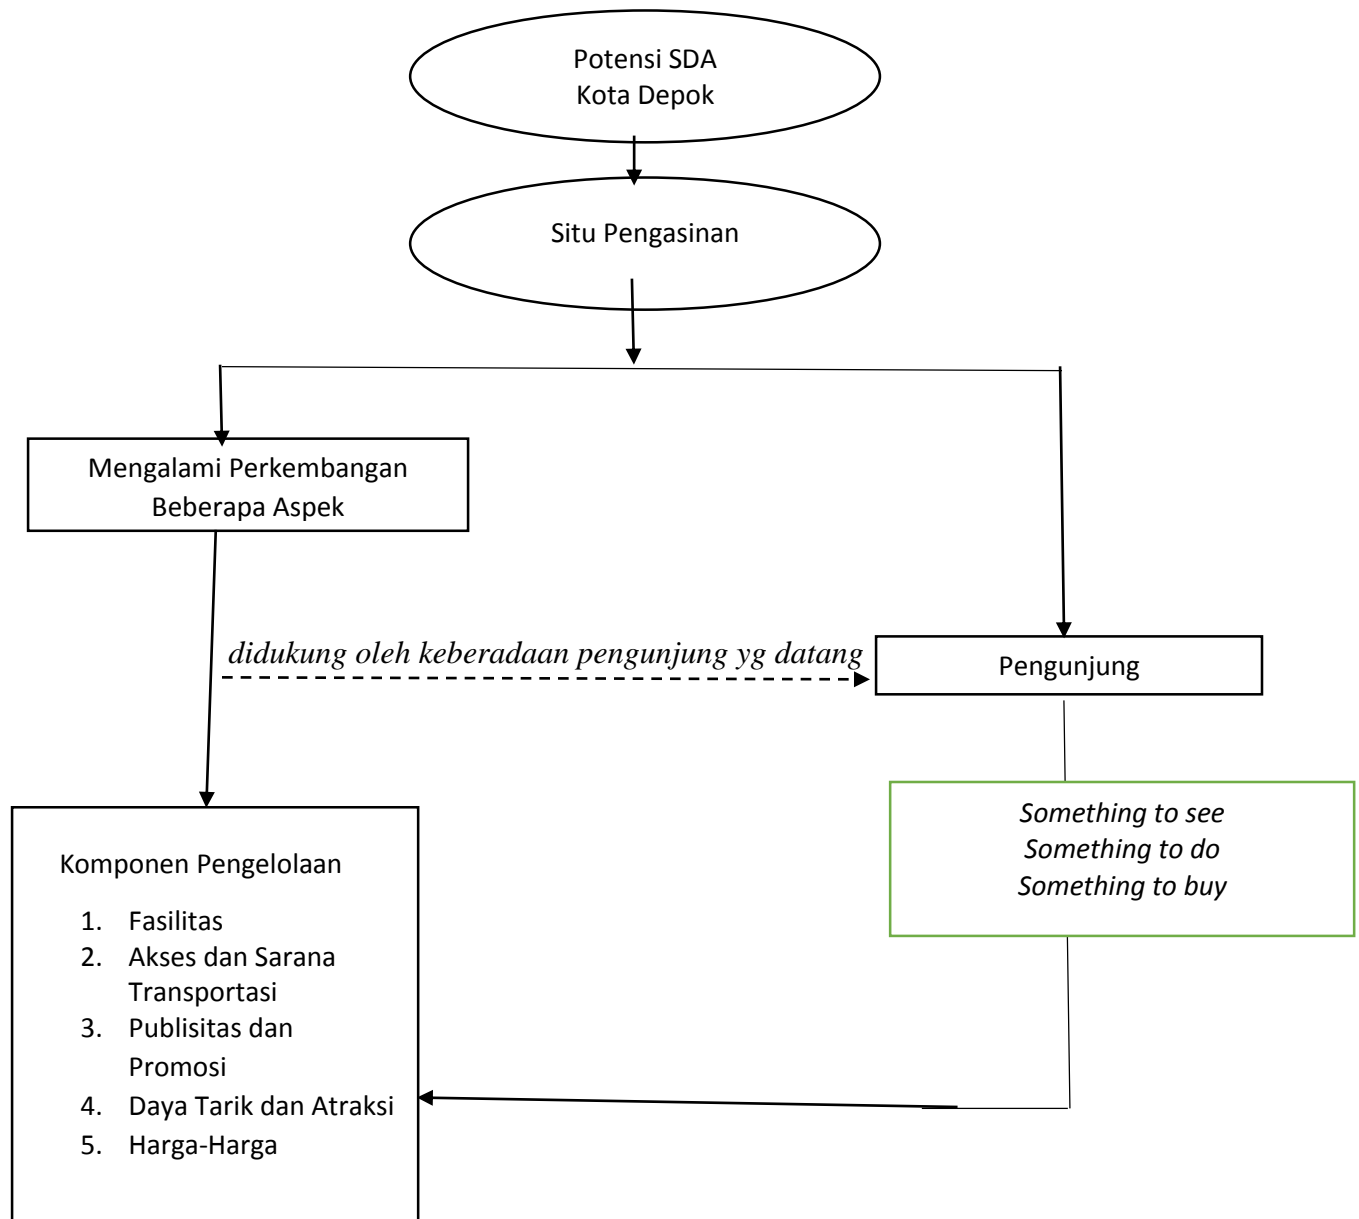 Potensi SDA
Kota Depok
Situ Pengasinan
Mengalami Perkembangan
Beberapa Aspek
didukung oleh keberadaan pengunjung yg datang
Pengunjung
Something to see
Something to do
Something to buy
Komponen Pengelolaan
1. Fasilitas
2. Akses dan Sarana
Transportasi
3. Publisitas dan
Promosi
4. Daya Tarik dan Atraksi
5. Harga-Harga